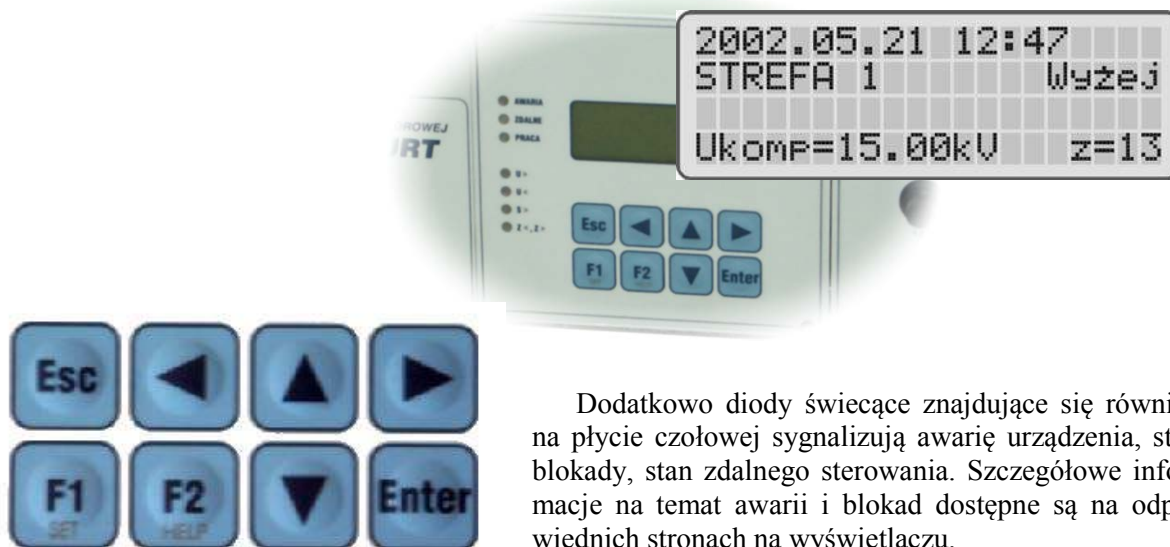 2002.05.21 12:47
STREFA 1 Wyżej
Ukomp=15.00kV z=13
AWARIA
ZDALNE
PRACA
ROWEJ
RT
U >
U <
Esc
F1
F2
Enter
Esc
F1
SET
F2
HELP
Enter
Dodatkowo diody świecące znajdujące się równi
na płycie czołowej sygnalizują awarię urządzenia, st
blokady, stan zdalnego sterowania. Szczegółowe info
macje na temat awarii i blokad dostępne są na odp
wiednich stronach na wyświetlaczu.